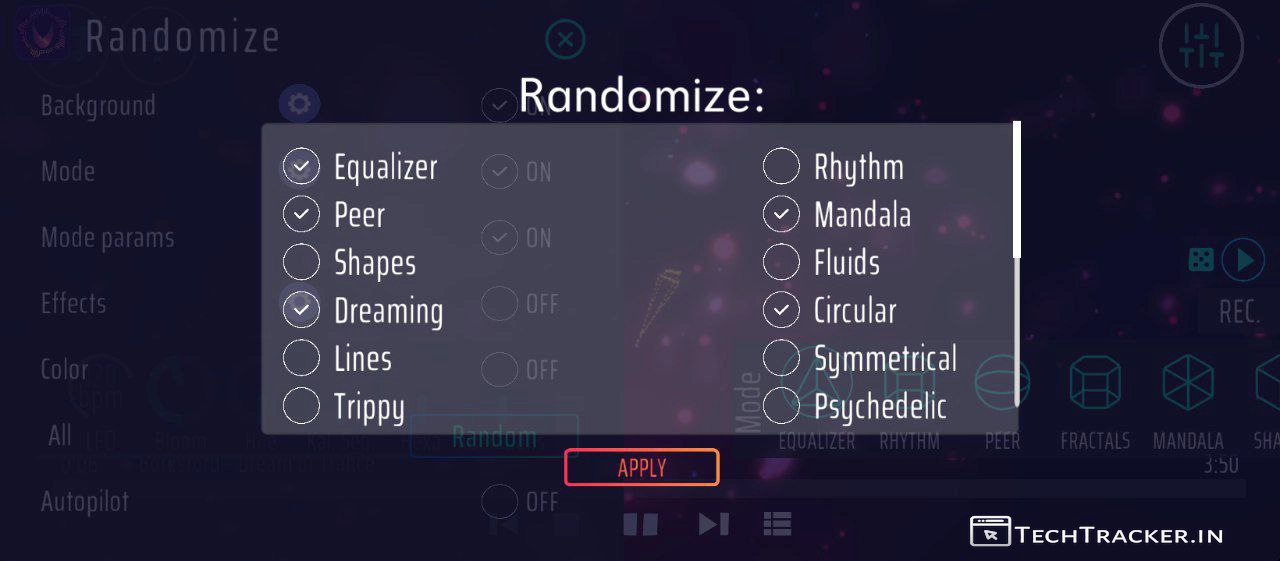 Randomize
Randomize:
Background
ON
Equalizer
Rhythm
Mode
ON
Peer
Mandala
Mode params
ON
Shapes
Fluids
Effects
OFF
Dreaming
Circular
REC.
Color
OFF
Lines
Symmetrical
Mode
Trippy
Psychedelic
All
Random
EQUALIZER RHYTHM PEER FRACTALS MANDALA SHA
APPLY
3:50
Autopilot
OFF
TECHTRACKER.IN